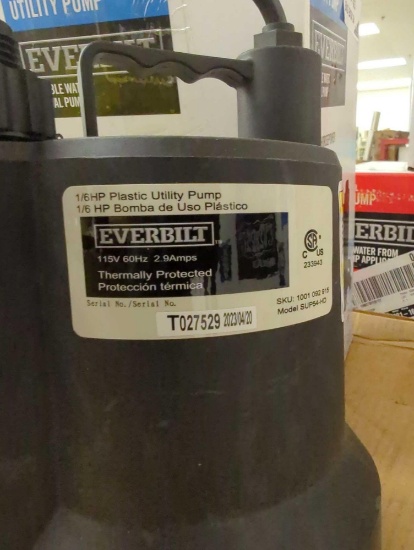 UTILITY PUMP
EVERBILT
1/6HP Plastic Utility Pump
1/6 HP Bomba de Uso Plástico
EVERBILT
115V 60Hz 2.9Amps
Thermally Protected
Protección térmica
Serial No./Serial No.
T027529 2023/04/20
C US
233943
SKU: 1001 092 915
Model SUP54-HD
UMP
ERBILT
WATER FROM